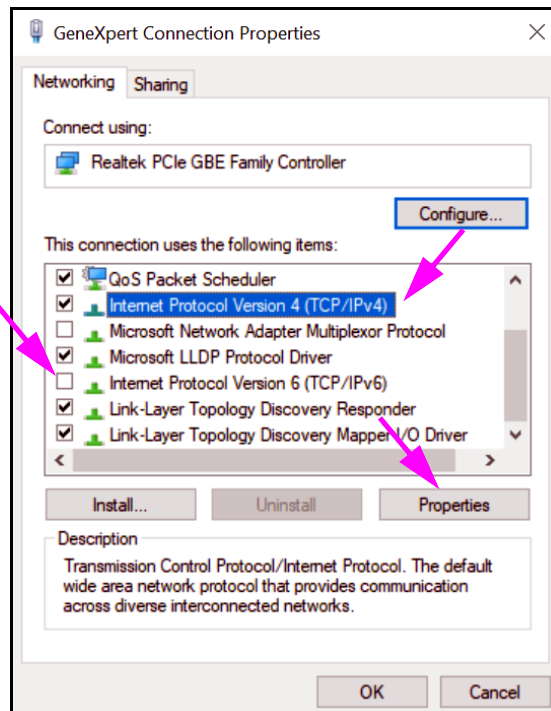 GeneXpert Connection Properties
Networking
Sharing
Connect using:
Realtek PCIe GBE Family Controller
Configure...
This connection uses the following items:
QoS Packet Scheduler
Internet Protocol Version 4 (TCP/IPv4)
Microsoft Network Adapter Multiplexor Protocol
Microsoft LLDP Protocol Driver
Internet Protocol Version 6 (TCP/IPv6)
Link-Layer Topology Discovery Responder
Link-Layer Topology Discovery Mapper I/O Driver
Install...
Uninstall
Properties
Description
Transmission Control Protocol/Internet Protocol. The default
wide area network protocol that provides communication
across diverse interconnected networks.
OK
Cancel